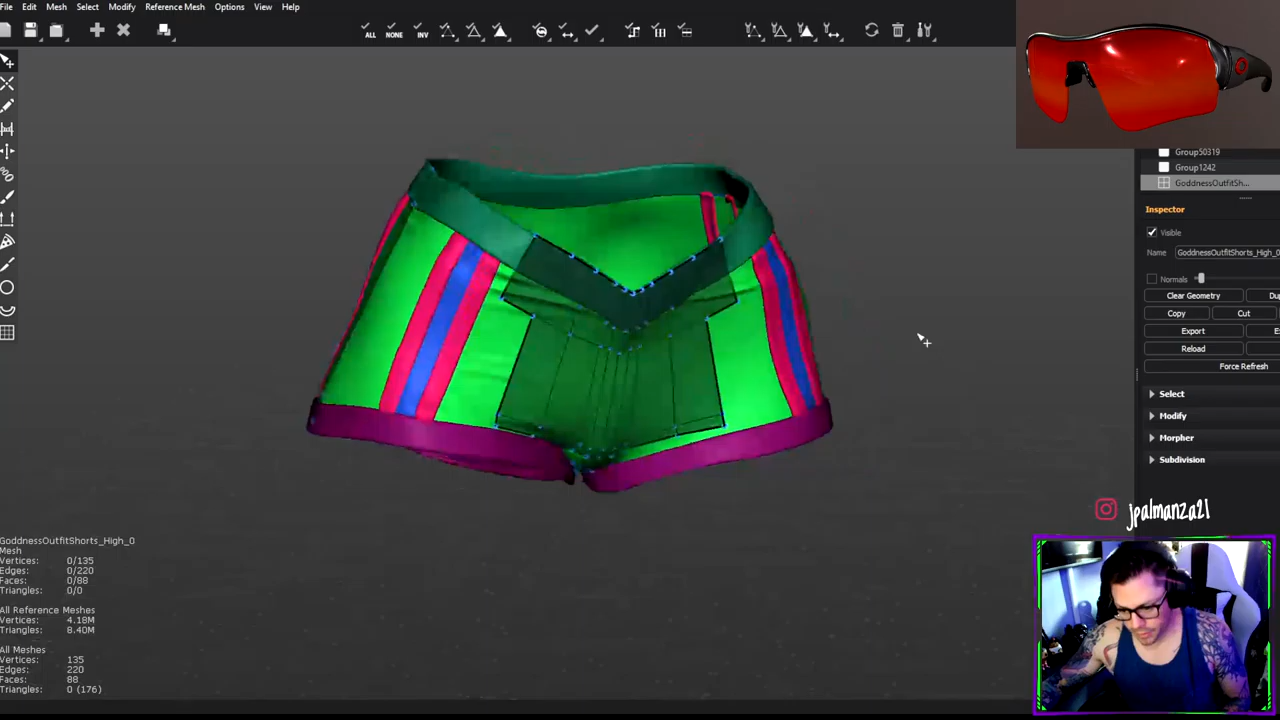 File Edit Mesh Select Modify Reference Mesh Options View Help
ALL NONE INV
Group50319
Group1242
GoddnessOutfitSh...
Inspector
Visible
Name GoddnessOutfitShorts_High_0
Normals
Clear Geometry
Copy Cut
Export
Reload
Force Refresh
Select
Modify
Morpher
Subdivision
jpalmanza21
GoddnessOutfitShorts_High_0
Mesh
Vertices: 0/135
Edges: 0/220
Faces: 0/88
Triangles: 0/0
All Reference Meshes
Vertices: 4.18M
Triangles: 8.40M
All Meshes
Vertices: 135
Edges: 220
Faces: 88
Triangles: 0 (176)